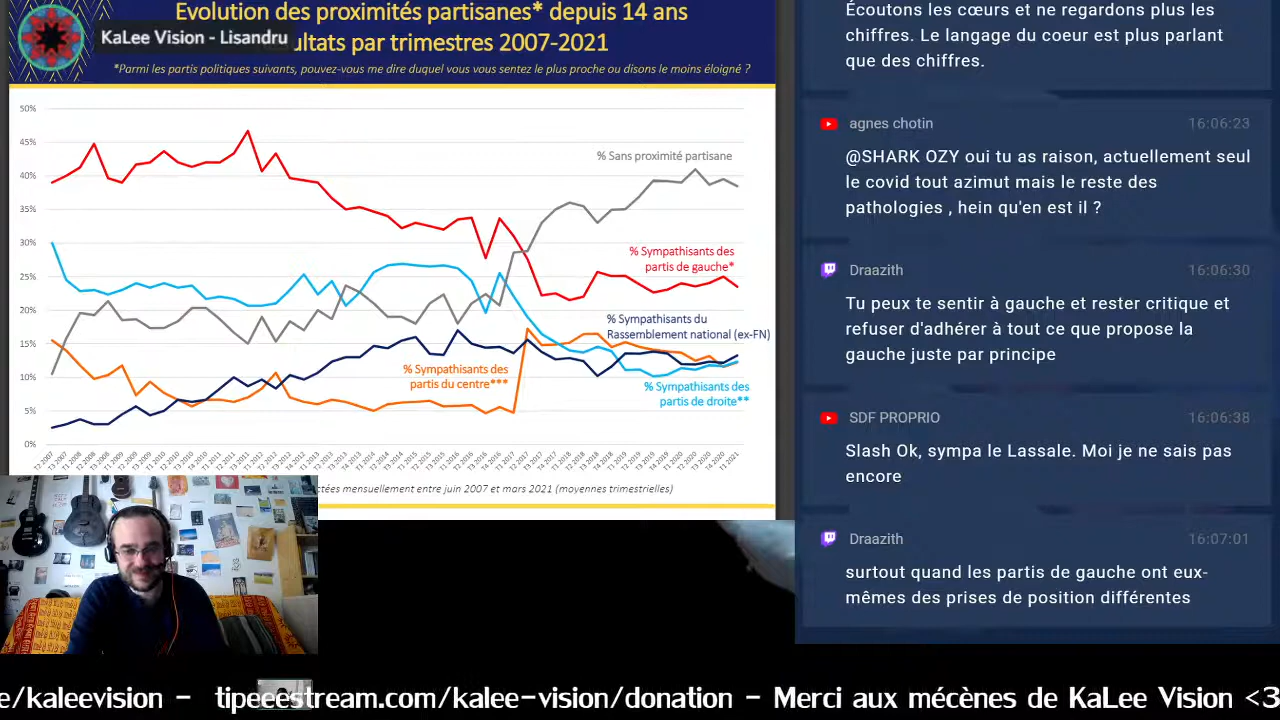 Evolution des proximités partisanes* depuis 14 ans
KaLee Vision - Lisandru
ultats par trimestres 2007-2021
*Parmi les partis politiques suivants, pouvez-vous me dire duquel vous vous sentez le plus proche ou disons le moins éloigné ?
50%
45%
40%
35%
30%
25%
20%
15%
10%
5%
0%
% Sans proximité partisane
% Sympathisants des
partis de gauche*
% Sympathisants du
Rassemblement national (ex-FN)
% Sympathisants des
partis du centre***
% Sympathisants des
partis de droite**
ctées mensuellement entre juin 2007 et mars 2021 (moyennes trimestrielles)
Écoutons les cœurs et ne regardons plus les
chiffres. Le langage du coeur est plus parlant
que des chiffres.
agnes chotin 16:06:23
@SHARK OZY oui tu as raison, actuellement seul
le covid tout azimut mais le reste des
pathologies , hein qu'en est il ?
Draazith 16:06:30
Tu peux te sentir à gauche et rester critique et
refuser d'adhérer à tout ce que propose la
gauche juste par principe
SDF PROPRIO 16:06:38
Slash Ok, sympa le Lassale. Moi je ne sais pas
encore
Draazith 16:07:01
surtout quand les partis de gauche ont eux-
mêmes des prises de position différentes
e/kaleevision - tipeeestream.com/kalee-vision/donation - Merci aux mécènes de KaLee Vision <3